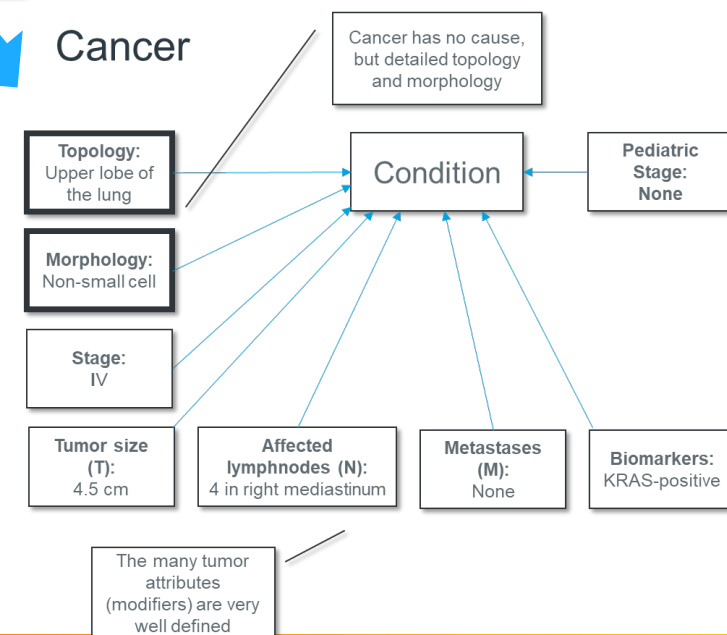 Cancer
Cancer has no cause,
but detailed topology
and morphology
Topology:
Upper lobe of
the lung
Condition
Pediatric
Stage:
None
Morphology:
Non-small cell
Stage:
IV
Tumor size
(T):
4.5 cm
Affected
lymphnodes (N):
4 in right mediastinum
Metastases
(M):
None
Biomarkers:
KRAS-positive
The many tumor
attributes
(modifiers) are very
well defined